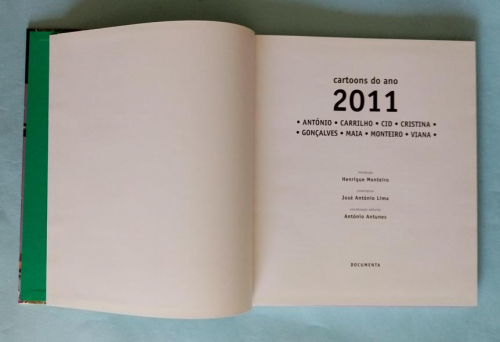 cartoons do ano
2011
• ANTÓNIO • CARRILHO • CID • CRISTINA •
• GONÇALVES • MAIA • MONTEIRO • VIANA •
Henrique Monteiro
José António Lima
António Antunes
DOCUMENTA